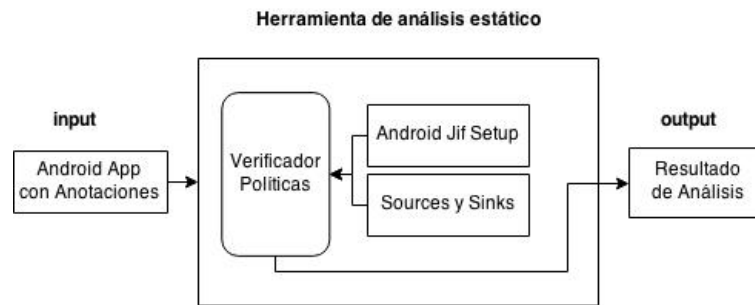 Herramienta de análisis estático
input
Android App
con Anotaciones
Verificador
Políticas
Android Jif Setup
Sources y Sinks
output
Resultado
de Análisis